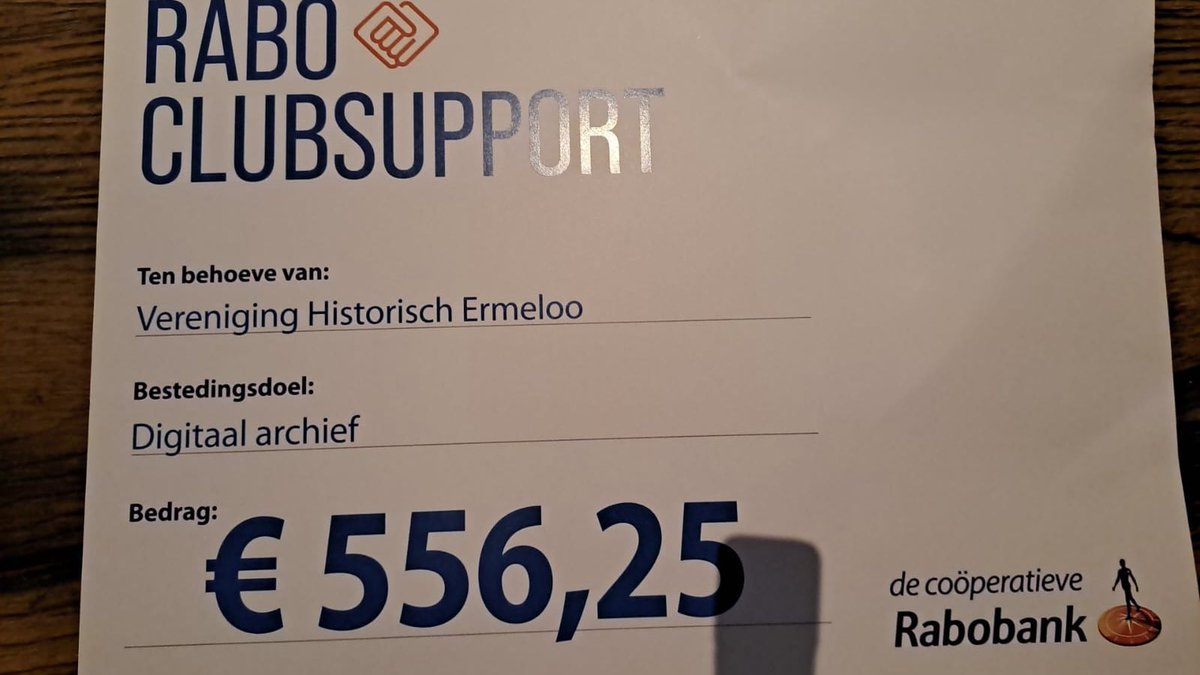 RABO
CLUBSUPPORT
Ten behoeve van:
Vereniging Historisch Ermeloo
Bestedingsdoel:
Digitaal archief
Bedrag:
€ 556,25
de coöperatieve
Rabobank